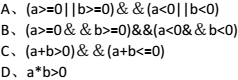 A、(a>=0||b>=0)＆＆(a<0||b<0)
B、(a>=0＆＆b>=0)&&(a<0&＆b<0)
C、(a+b>0)＆＆(a+b<=0)
D、a*b>0